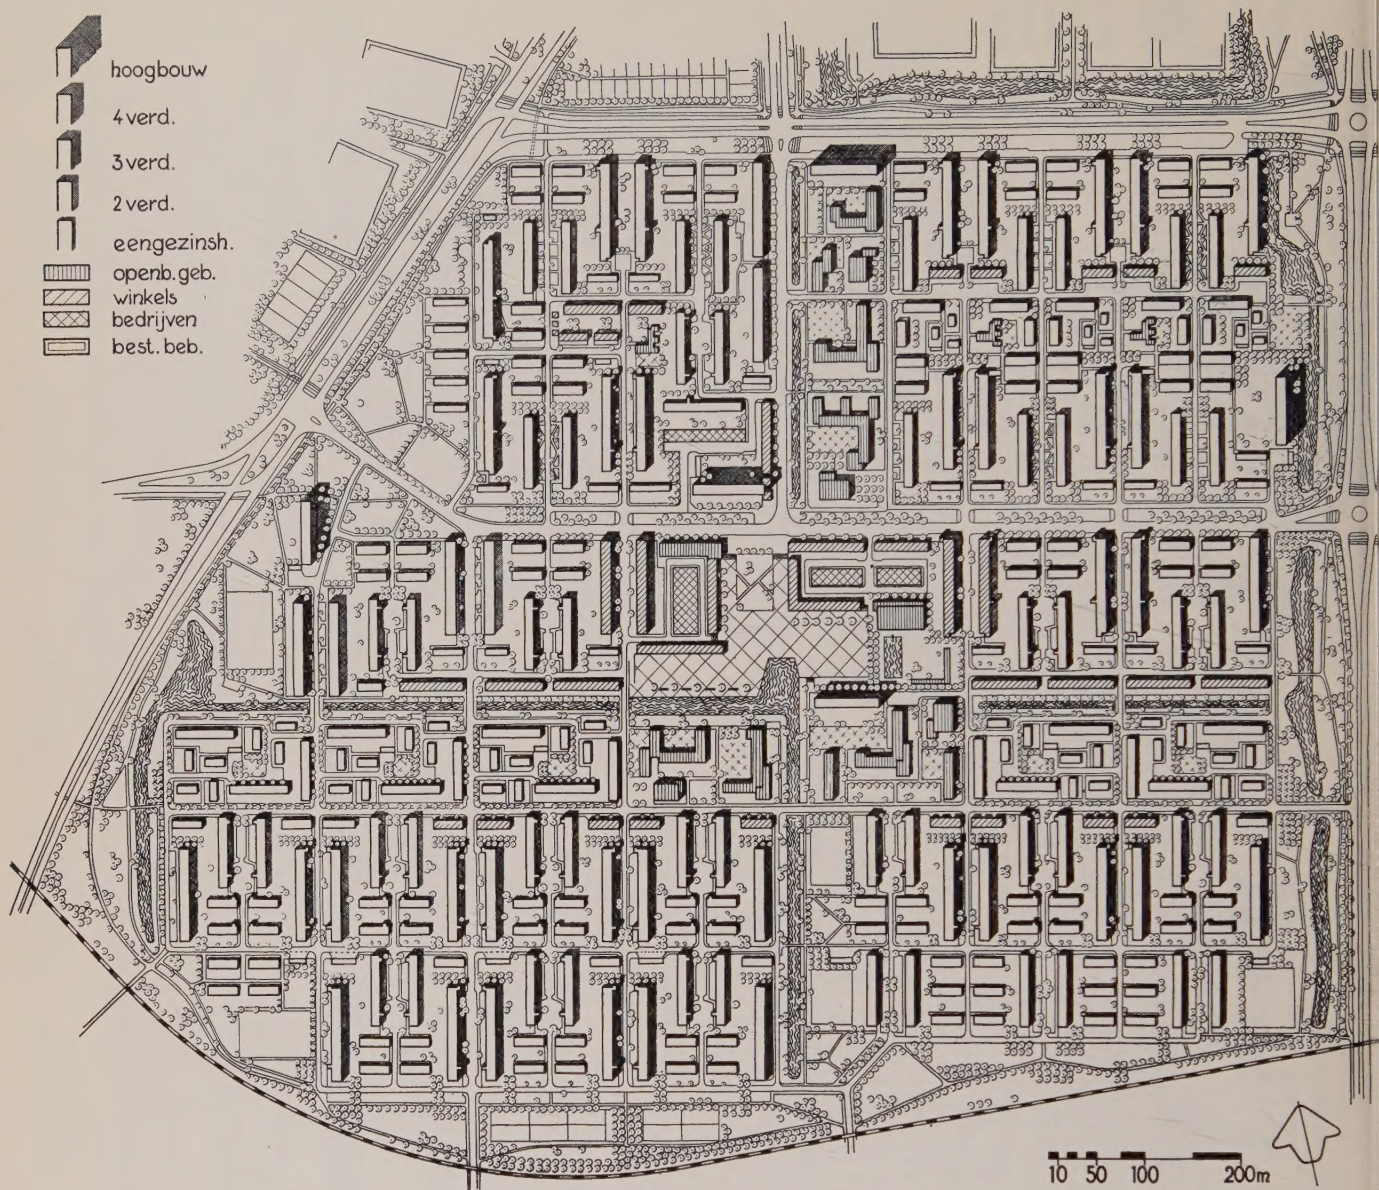 hoogbouw
4 verd.
3 verd.
2 verd.
eengezinsh.
openb. geb.
winkels
bedrijven
best. beb.
10 50 100 200m